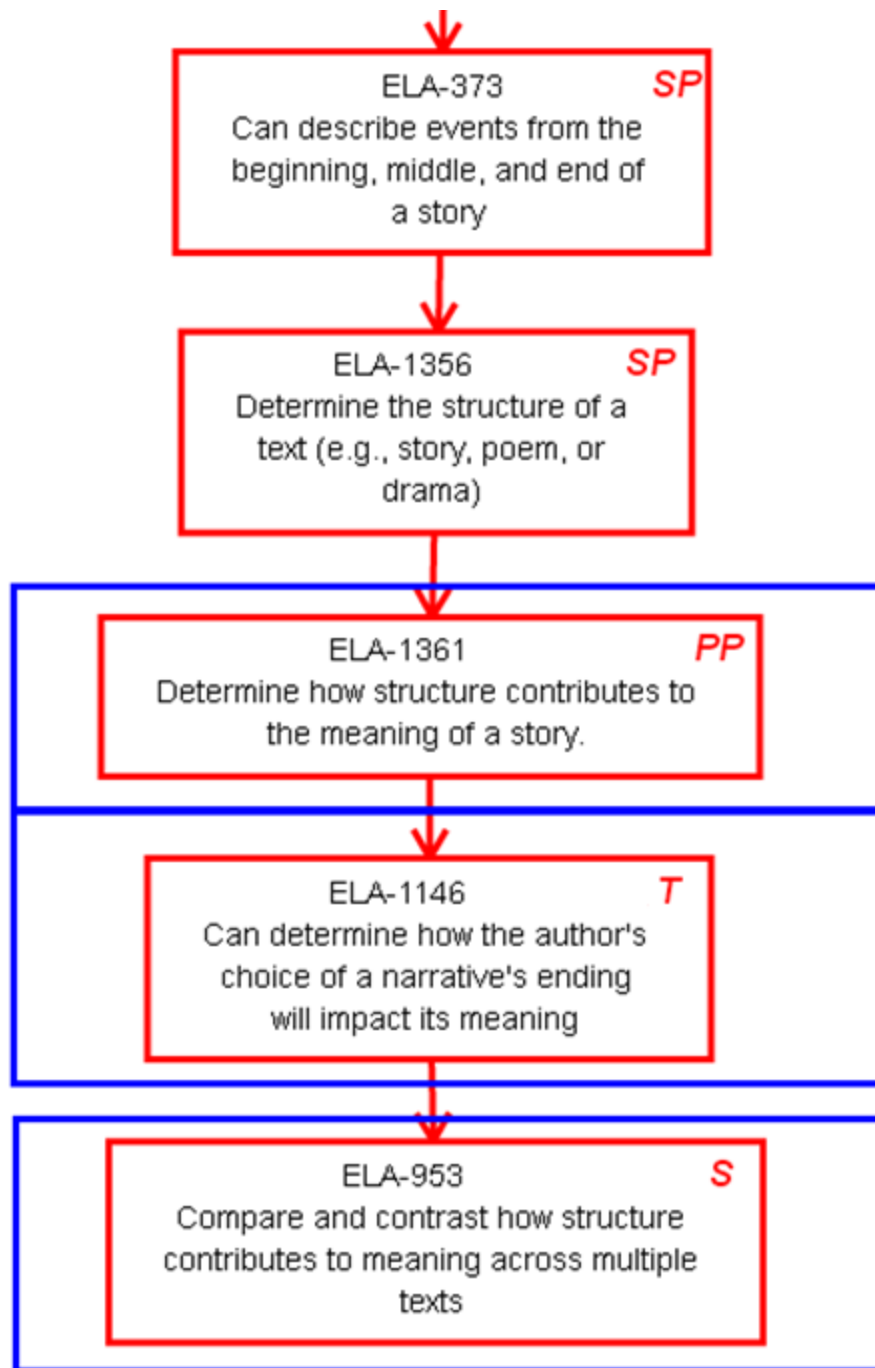 ELA-373 SP
Can describe events from the
beginning, middle, and end of
a story
ELA-1356 SP
Determine the structure of a
text (e.g., story, poem, or
drama)
ELA-1361 PP
Determine how structure contributes to
the meaning of a story.
ELA-1146 T
Can determine how the author's
choice of a narrative's ending
will impact its meaning
ELA-953 S
Compare and contrast how structure
contributes to meaning across multiple
texts